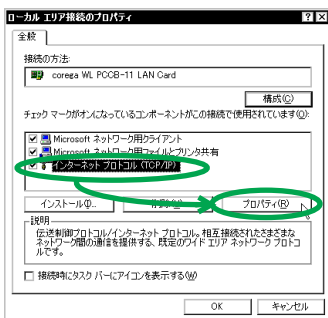 ローカル エリア接続のプロパティ
全般
接続の方法:
corega WL PCCB-11 LAN Card
構成(C)
チェック マークがオンになっているコンポーネントがこの接続で使用されています(O):
Microsoft ネットワーク用クライアント
Microsoft ネットワーク用ファイルとプリンタ共有
インターネット プロトコル (TCP/IP)
インストール(I)...
削除(U)
プロパティ(R)
説明
伝送制御プロトコル/インターネット プロトコル。相互接続されたさまざまな
ネットワーク間の通信を提供する、既定のワイド エリア ネットワーク プロトコ
ルです。
接続時にタスク バーにアイコンを表示する(W)
OK
キャンセル